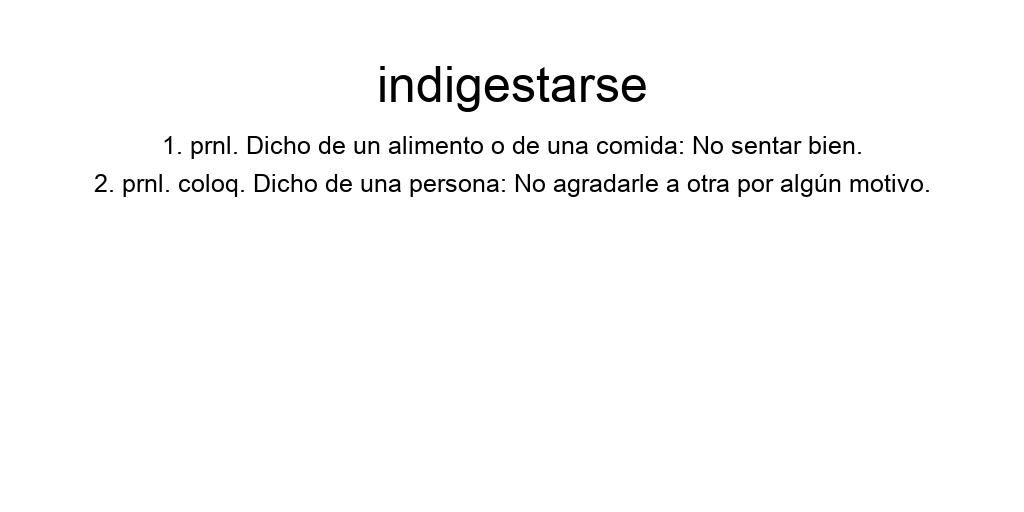 indigestarse
1. prnl. Dicho de un alimento o de una comida: No sentar bien.
2. prnl. coloq. Dicho de una persona: No agradarle a otra por algún motivo.